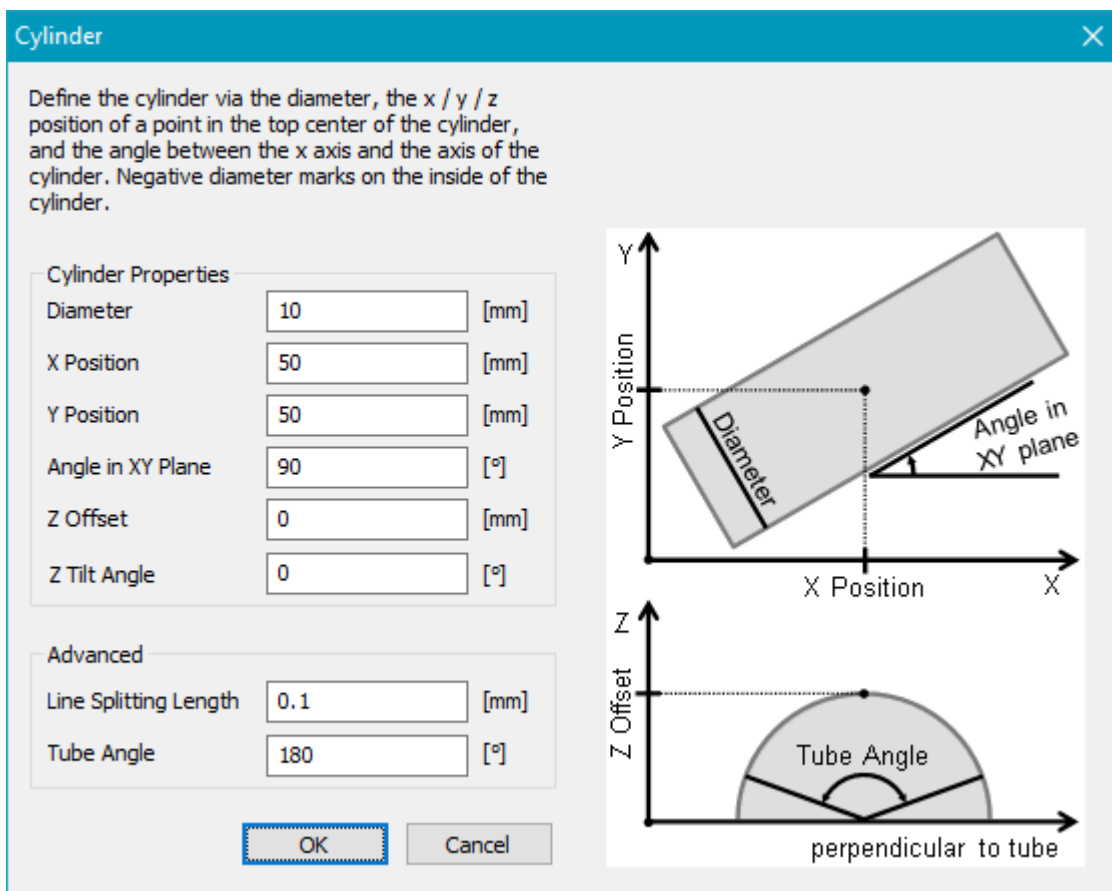 Cylinder
Define the cylinder via the diameter, the x / y / z
position of a point in the top center of the cylinder,
and the angle between the x axis and the axis of the
cylinder. Negative diameter marks on the inside of the
cylinder.
Cylinder Properties
Diameter 10 [mm]
X Position 50 [mm]
Y Position 50 [mm]
Angle in XY Plane 90 [°]
Z Offset 0 [mm]
Z Tilt Angle 0 [°]
Advanced
Line Splitting Length 0.1 [mm]
Tube Angle 180 [°]
OK Cancel
Y
Y Position
Diameter
Angle in
XY plane
X Position X
Z
Z Offset
Tube Angle
perpendicular to tube